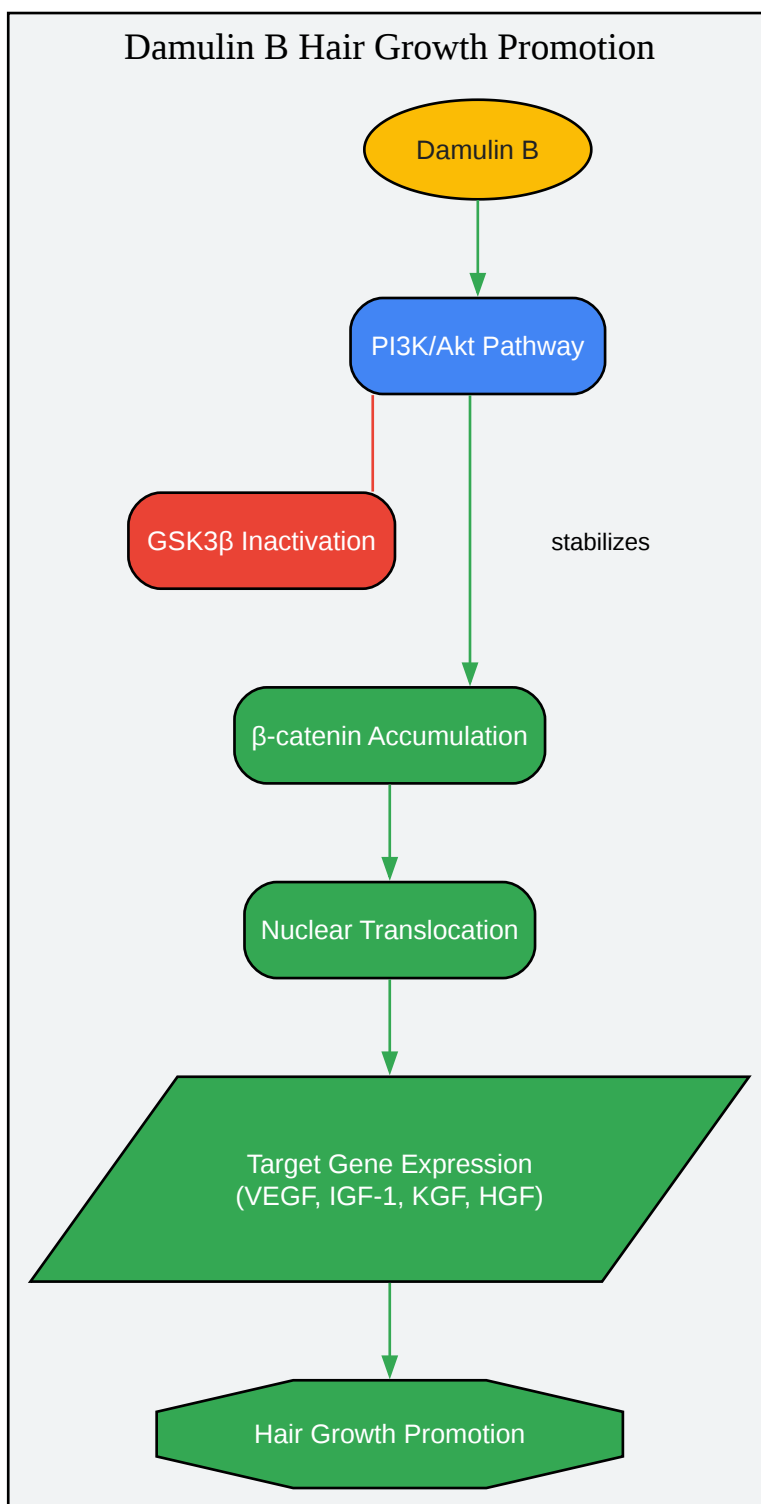 Damulin B Hair Growth Promotion
Damulin B
PI3K/Akt Pathway
GSK3β Inactivation
stabilizes
β-catenin Accumulation
Nuclear Translocation
Target Gene Expression
(VEGF, IGF-1, KGF, HGF)
Hair Growth Promotion